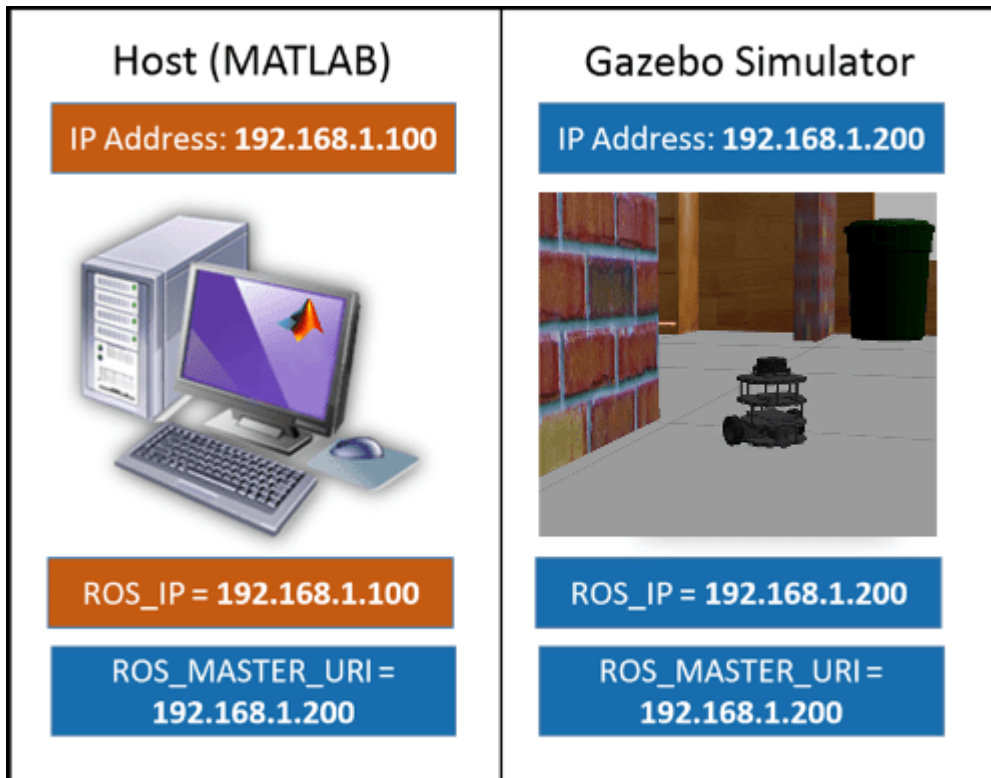 Host (MATLAB)
IP Address: 192.168.1.100
ROS_IP = 192.168.1.100
ROS_MASTER_URI =
192.168.1.200
Gazebo Simulator
IP Address: 192.168.1.200
ROS_IP = 192.168.1.200
ROS_MASTER_URI =
192.168.1.200